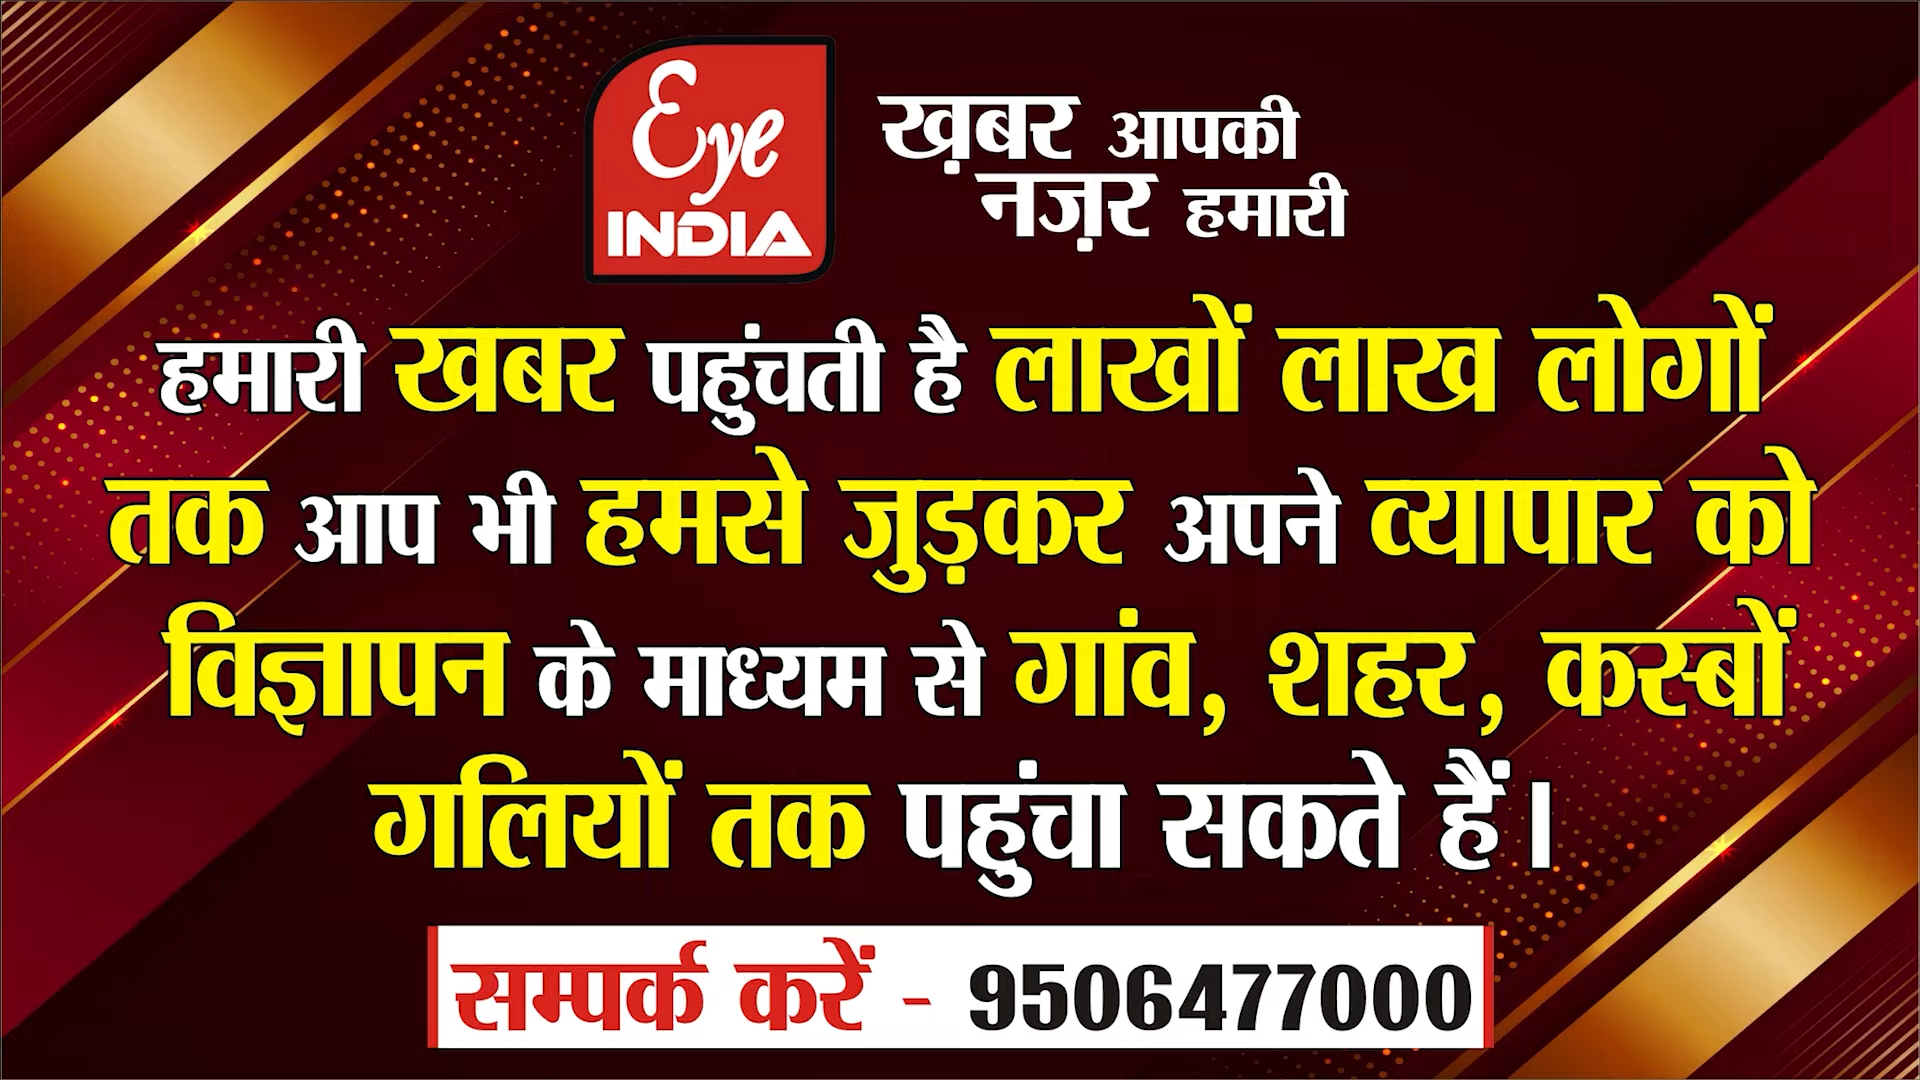 Eye
INDIA
ख़बर आपकी
नज़र हमारी
हमारी खबर पहुंचती है लाखों लाख लोगों
तक आप भी हमसे जुड़कर अपने व्यापार को
विज्ञापन के माध्यम से गांव, शहर, कस्बों
गलियों तक पहुंचा सकते हैं।
सम्पर्क करें - 9506477000